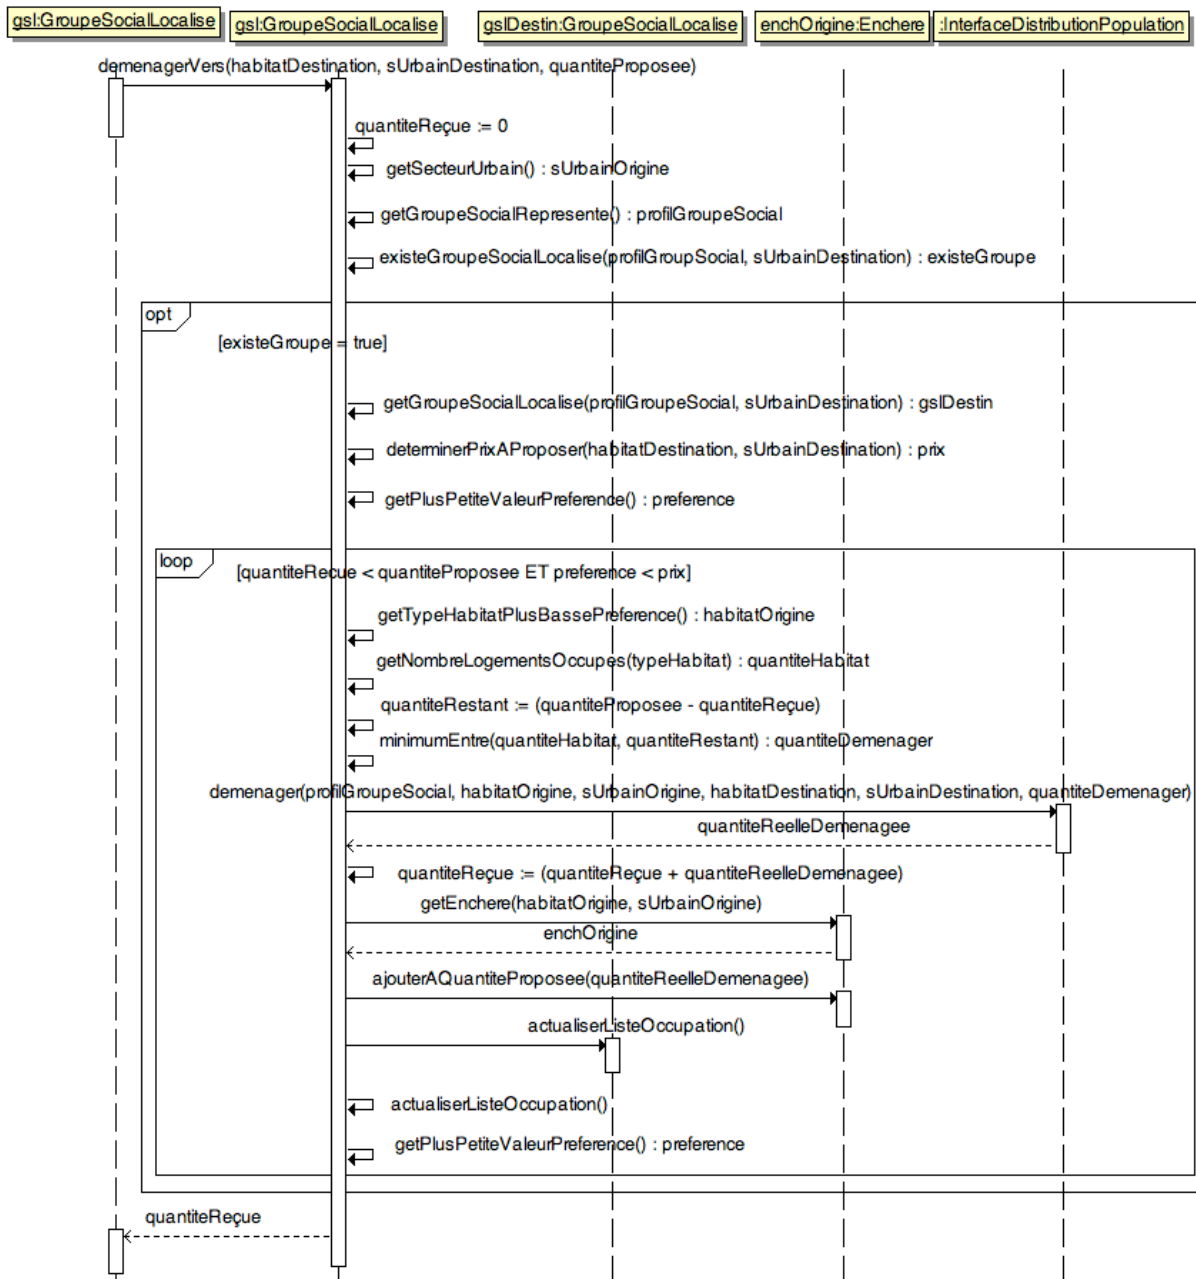 gsl:GroupeSocialLocalise
gsl:GroupeSocialLocalise
gslDestin:GroupeSocialLocalise
enchOrigine:Enchere
:InterfaceDistributionPopulation
demenagerVers(habitatDestination, sUrbainDestination, quantiteProposee)
quantiteReçue := 0
getSecteurUrbain() : sUrbainOrigine
getGroupeSocialRepresente() : profilGroupeSocial
existeGroupeSocialLocalise(profilGroupSocial, sUrbainDestination) : existeGroupe
opt
[existeGroupe = true]
getGroupeSocialLocalise(profilGroupeSocial, sUrbainDestination) : gslDestin
determinerPrixAProposer(habitatDestination, sUrbainDestination) : prix
getPlusPetiteValeurPreference() : preference
loop
[quantiteRecue < quantiteProposee ET preference < prix]
getTypeHabitatPlusBassePreference() : habitatOrigine
getNombreLogementsOccupes(typeHabitat) : quantiteHabitat
quantiteRestant := (quantiteProposee - quantiteReçue)
minimumEntre(quantiteHabitat, quantiteRestant) : quantiteDemenager
demenager(profilGroupeSocial, habitatOrigine, sUrbainOrigine, habitatDestination, sUrbainDestination, quantiteDemenager)
quantiteReelleDemenagee
quantiteReçue := (quantiteReçue + quantiteReelleDemenagee)
getEnchere(habitatOrigine, sUrbainOrigine)
enchOrigine
ajouterAQuantiteProposee(quantiteReelleDemenagee)
actualiserListeOccupation()
actualiserListeOccupation()
getPlusPetiteValeurPreference() : preference
quantiteReçue